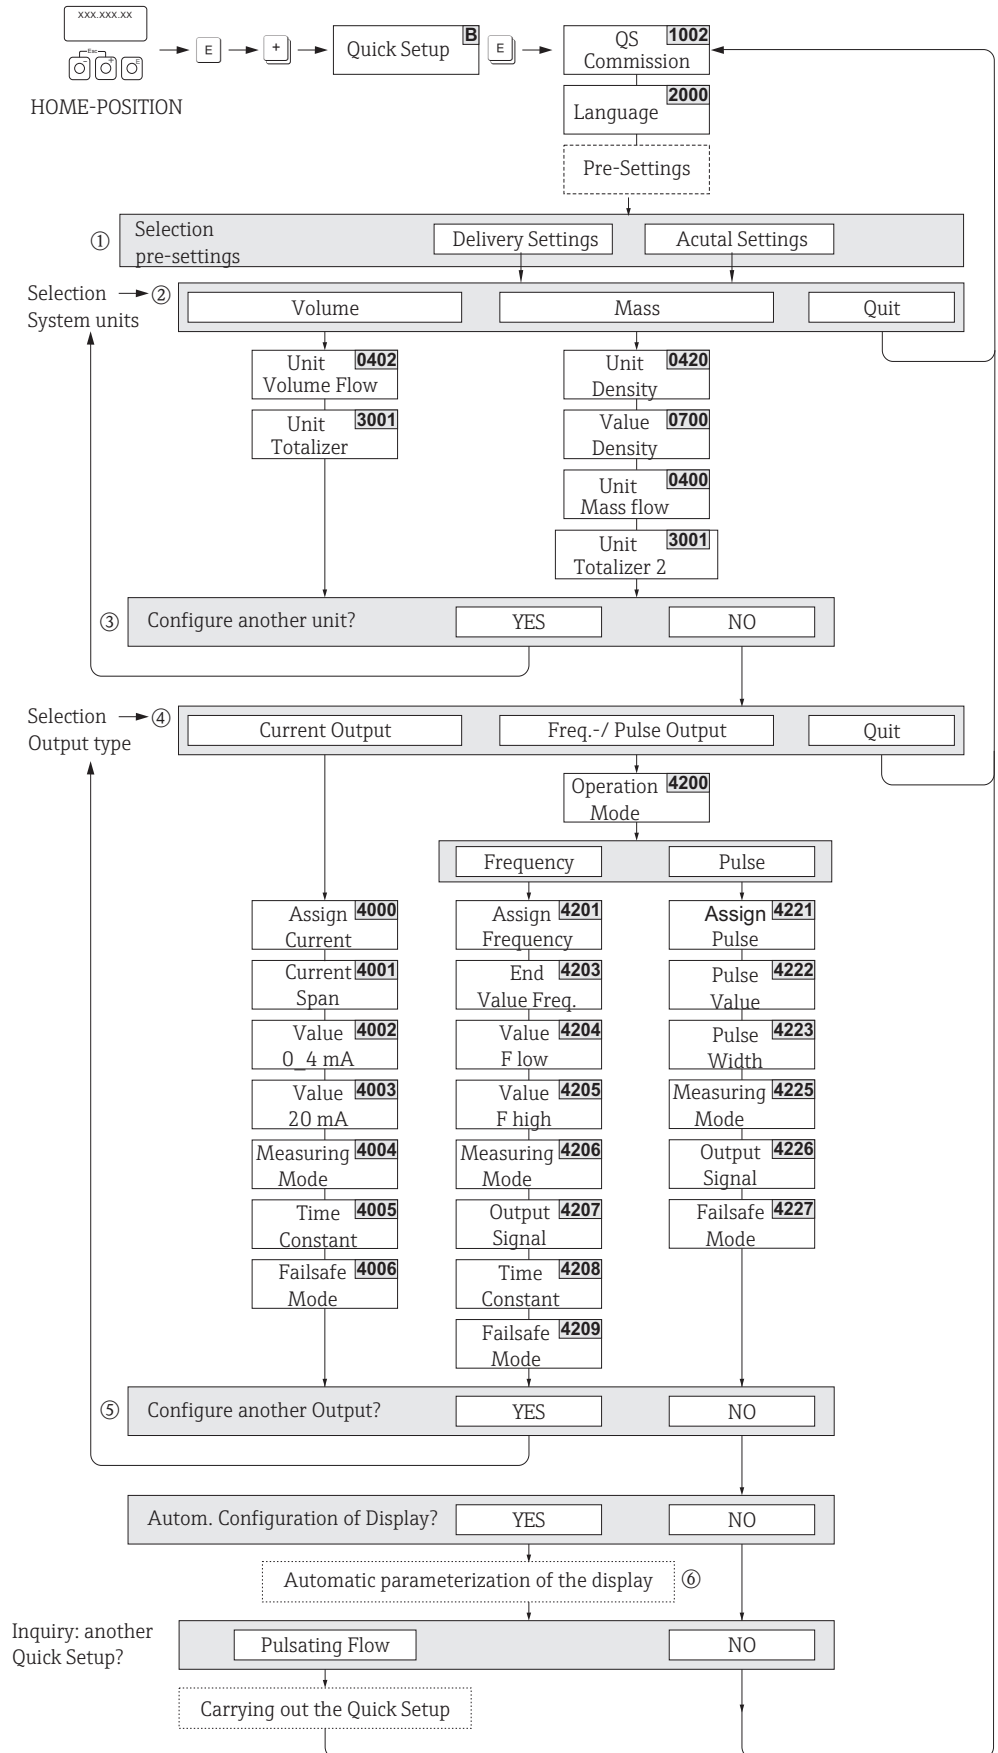 XXX.XXX.XX
Esc
- + E
HOME-POSITION
E
+
Quick Setup
B
E
QS
1002
Commission
Language
2000
Pre-Settings
①
Selection
pre-settings
Delivery Settings
Acutal Settings
Selection
System units
②
Volume
Mass
Quit
Unit
0402
Volume Flow
Unit
3001
Totalizer
Unit
0420
Density
Value
0700
Density
Unit
0400
Mass flow
Unit
3001
Totalizer 2
③
Configure another unit?
YES
NO
Selection
Output type
④
Current Output
Freq.-/ Pulse Output
Quit
Operation
4200
Mode
Frequency
Pulse
Assign
4000
Current
Current
4001
Span
Value
4002
0_4 mA
Value
4003
20 mA
Measuring
4004
Mode
Time
4005
Constant
Failsafe
4006
Mode
Assign
4201
Frequency
End
4203
Value Freq.
Value
4204
F low
Value
4205
F high
Measuring
4206
Mode
Output
4207
Signal
Time
4208
Constant
Failsafe
4209
Mode
Assign
4221
Pulse
Pulse
4222
Value
Pulse
4223
Width
Measuring
4225
Mode
Output
4226
Signal
Failsafe
4227
Mode
⑤
Configure another Output?
YES
NO
Autom. Configuration of Display?
YES
NO
Automatic parameterization of the display
⑥
Inquiry: another
Quick Setup?
Pulsating Flow
NO
Carrying out the Quick Setup